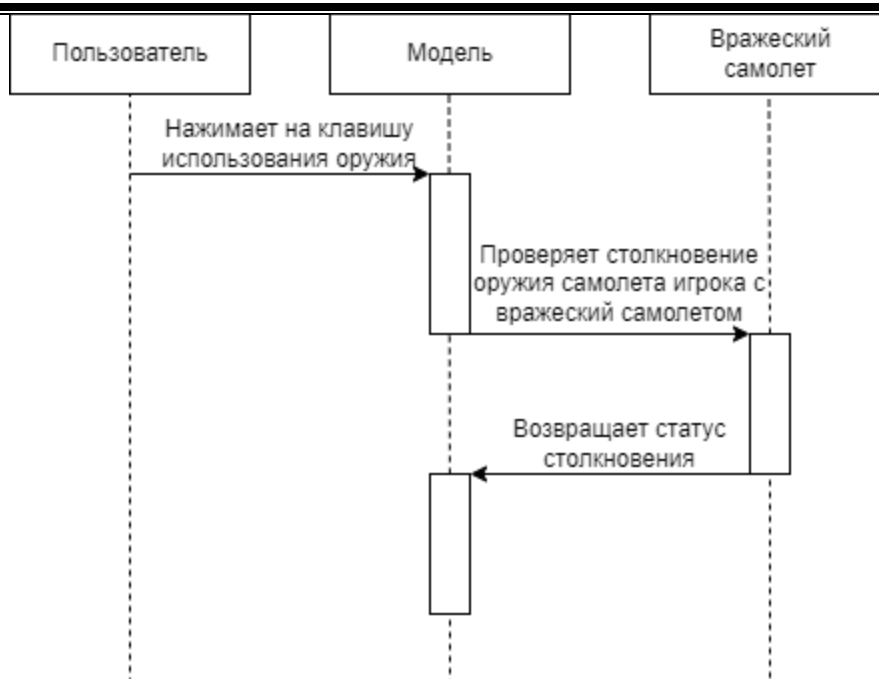 Пользователь
Модель
Вражеский
самолет
Нажимает на клавишу
использования оружия
Проверяет столкновение
оружия самолета игрока с
вражеский самолетом
Возвращает статус
столкновения